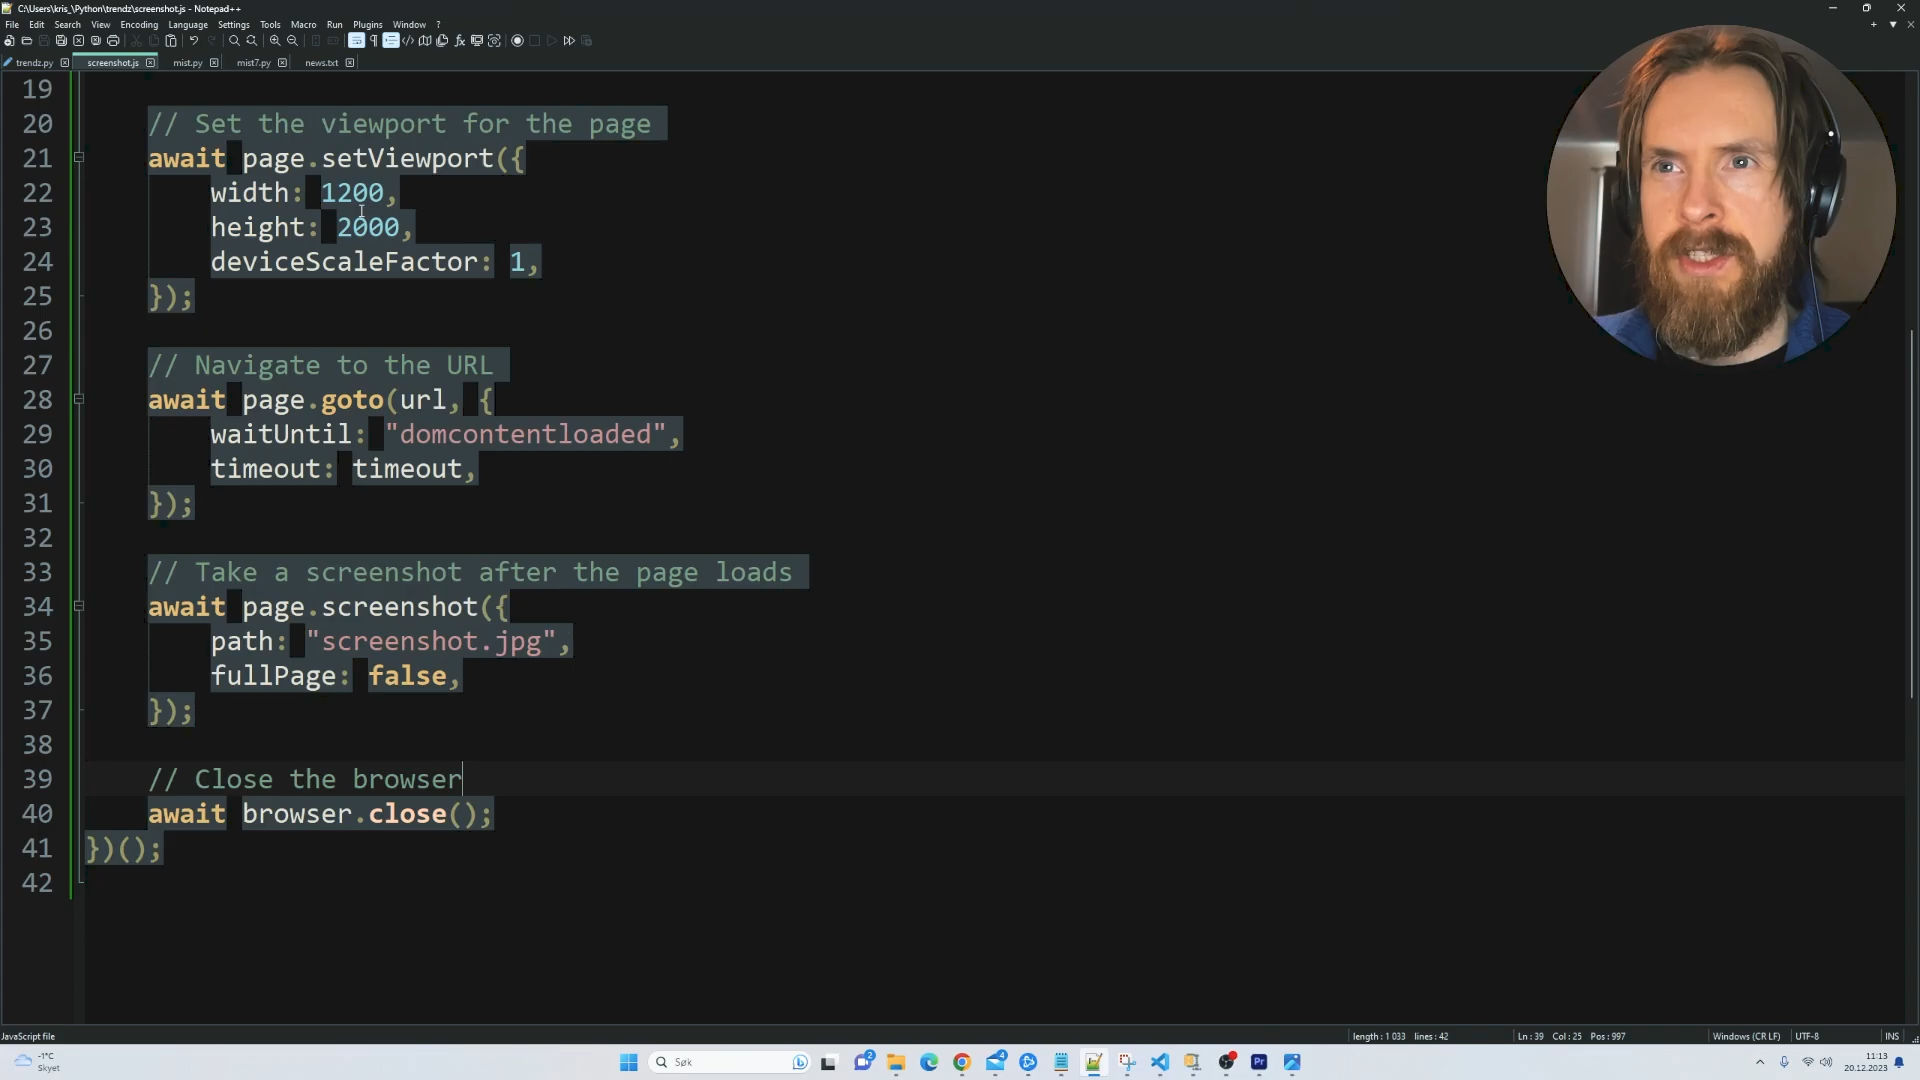 C:\Users\kris_\Python\trendz\screenshot.js - Notepad++
File Edit Search View Encoding Language Settings Tools Macro Run Plugins Window ?
trendz.py screenshot.js mist.py mist7.py news.txt
19
20 // Set the viewport for the page
21 await page.setViewport({
22 width: 1200,
23 height: 2000,
24 deviceScaleFactor: 1,
25 });
26
27 // Navigate to the URL
28 await page.goto(url, {
29 waitUntil: "domcontentloaded",
30 timeout: timeout,
31 });
32
33 // Take a screenshot after the page loads
34 await page.screenshot({
35 path: "screenshot.jpg",
36 fullPage: false,
37 });
38
39 // Close the browser
40 await browser.close();
41 })();
42
JavaScript file length : 1 033 lines : 42 Ln : 39 Col : 25 Pos : 997 Windows (CR LF) UTF-8 INS
-1°C
Skyet
Søk
2
4
Pr
11:13
20.12.2023